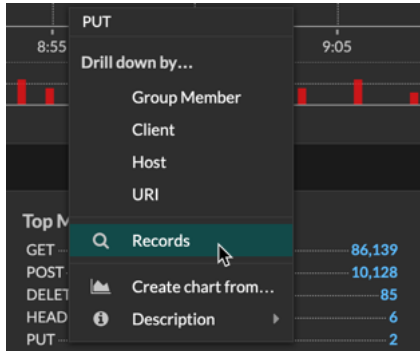 PUT
8:55
9:05
Drill down by...
Group Member
Client
Host
URI
Records
Create chart from...
Description
Top M
GET 86,139
POST 10,128
DELET 85
HEAD 6
PUT 2